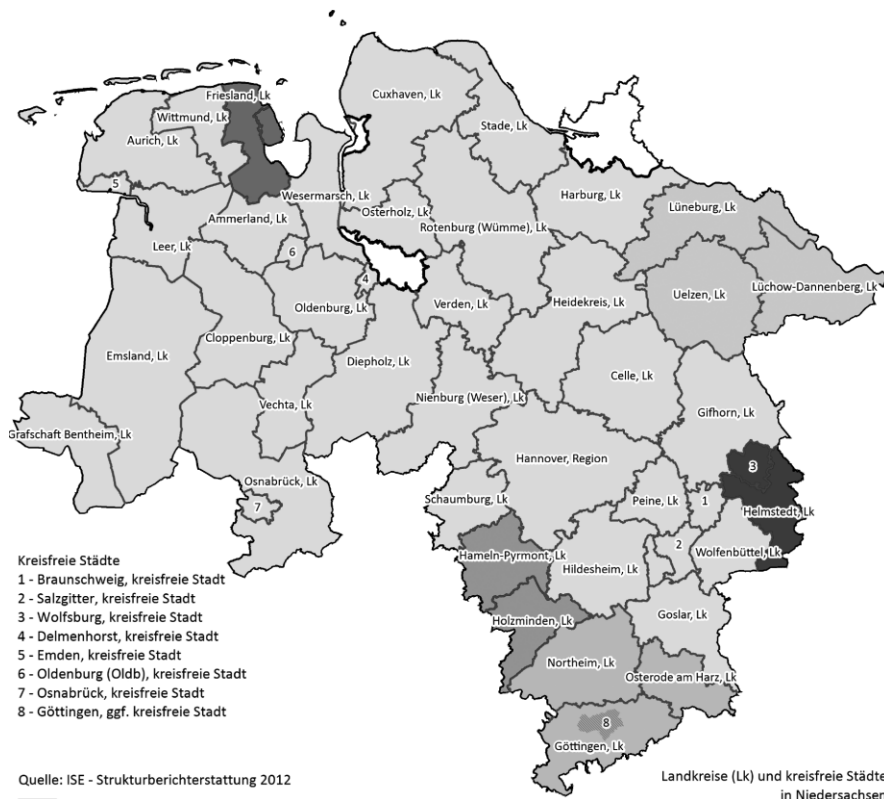 Friesland, Lk
Cuxhaven, Lk
Wittmund, Lk
Stade, Lk
Aurich, Lk
5
Wesermarsch, Lk
Harburg, Lk
Osterholz, Lk
Lüneburg, Lk
Ammerland, Lk
Rotenburg (Wümme), Lk
Leer, Lk
6
4
Uelzen, Lk
Lüchow-Dannenberg, Lk
Oldenburg, Lk
Verden, Lk
Heidekreis, Lk
Cloppenburg, Lk
Emsland, Lk
Diepholz, Lk
Celle, Lk
Nienburg (Weser), Lk
Vechta, Lk
Gifhorn, Lk
Grafschaft Bentheim, Lk
Hannover, Region
3
Osnabrück, Lk
Schaumburg, Lk
Peine, Lk
1
7
Helmstedt, Lk
2
Hameln-Pyrmont, Lk
Wolfenbüttel, Lk
Hildesheim, Lk
Holzminden, Lk
Goslar, Lk
Northeim, Lk
Osterode am Harz, Lk
8
Göttingen, Lk
Kreisfreie Städte
1 - Braunschweig, kreisfreie Stadt
2 - Salzgitter, kreisfreie Stadt
3 - Wolfsburg, kreisfreie Stadt
4 - Delmenhorst, kreisfreie Stadt
5 - Emden, kreisfreie Stadt
6 - Oldenburg (Oldb), kreisfreie Stadt
7 - Osnabrück, kreisfreie Stadt
8 - Göttingen, ggf. kreisfreie Stadt
Quelle: ISE - Strukturberichterstattung 2012
Landkreise (Lk) und kreisfreie Städte
in Niedersachsen